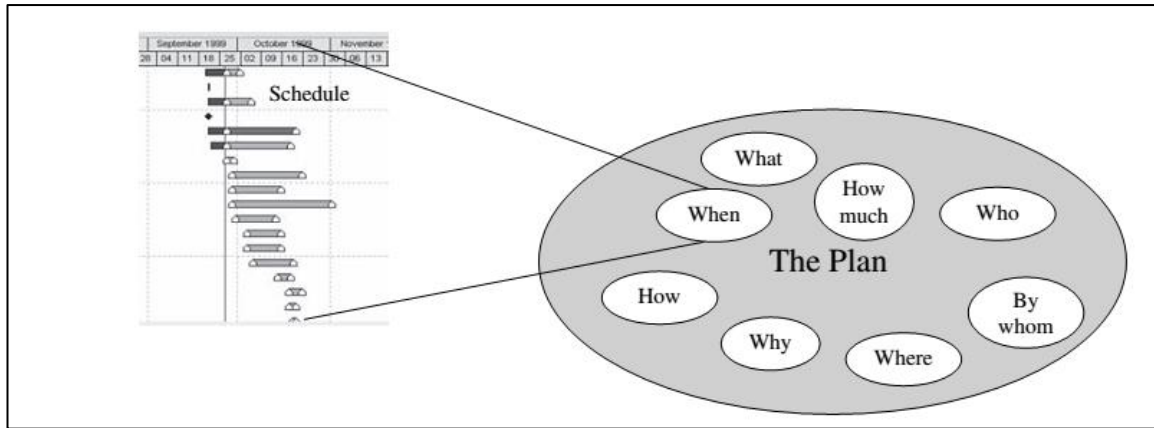 September 1999 October 1999 November
28 04 11 18 25 02 09 16 23 30 06 13
Schedule
What
How
much
When
Who
The Plan
How
By
whom
Why
Where